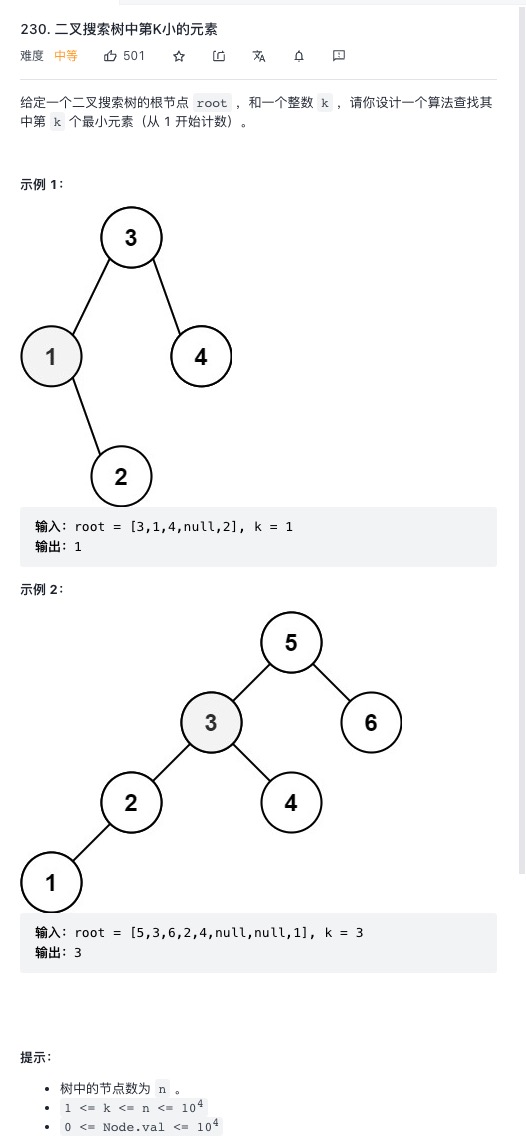 230. 二叉搜索树中第K小的元素
难度 中等 501
给定一个二叉搜索树的根节点 root ，和一个整数 k ，请你设计一个算法查找其
中第 k 个最小元素（从 1 开始计数）。
示例 1：
3
1 4
2
输入：root = [3,1,4,null,2], k = 1
输出：1
示例 2：
5
3 6
2 4
1
输入：root = [5,3,6,2,4,null,null,1], k = 3
输出：3
提示：
• 树中的节点数为 n 。
• 1 <= k <= n <= 10⁴
• 0 <= Node.val <= 10⁴